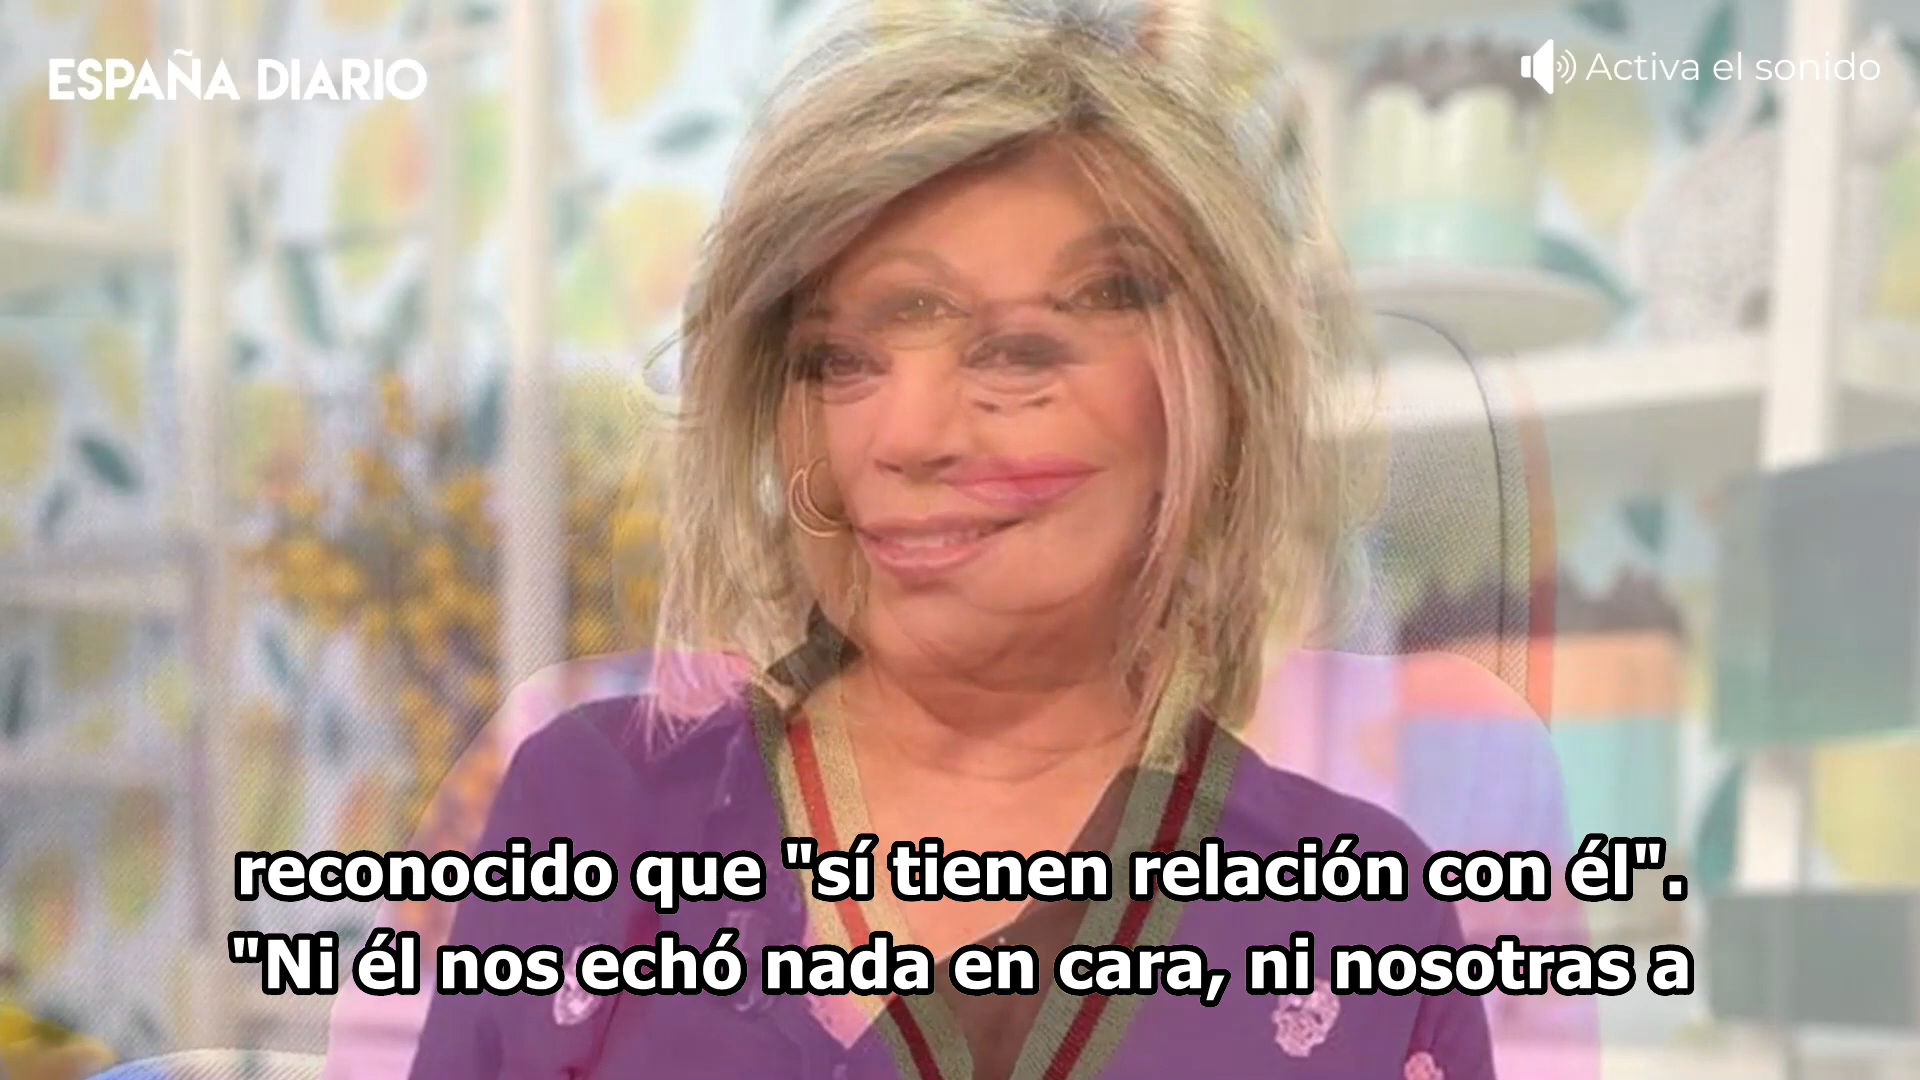 ESPAÑA DIARIO
Activa el sonido
reconocido que "sí tienen relación con él".
"Ni él nos echó nada en cara, ni nosotras a